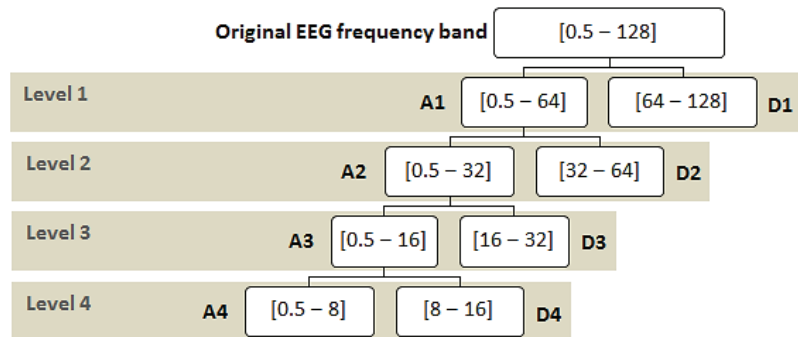 Original EEG frequency band [0.5 – 128]
Level 1 A1 [0.5 – 64] [64 – 128] D1
Level 2 A2 [0.5 – 32] [32 – 64] D2
Level 3 A3 [0.5 – 16] [16 – 32] D3
Level 4 A4 [0.5 – 8] [8 – 16] D4